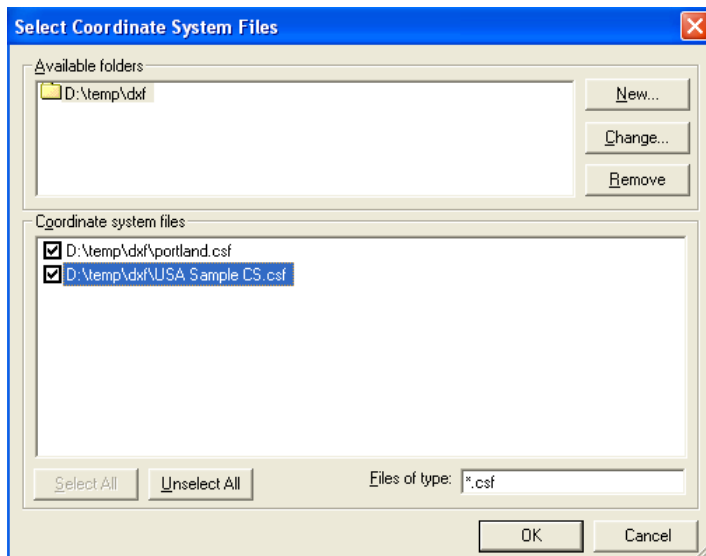 Select Coordinate System Files
Available folders
D:\temp\dxf
New...
Change...
Remove
Coordinate system files
D:\temp\dxf\portland.csf
D:\temp\dxf\USA Sample CS.csf
Select All
Unselect All
Files of type:
*.csf
OK
Cancel